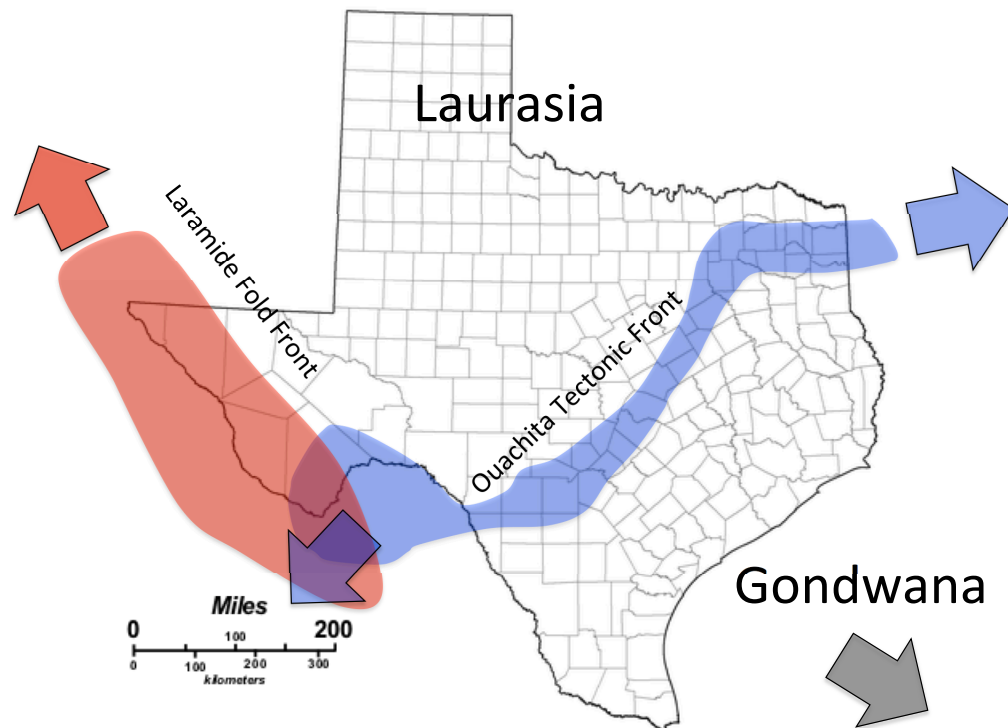 Laurasia
Laramide Fold Front
Ouachita Tectonic Front
Gondwana
Miles
0 100 200
0 100 200 300
kilometers